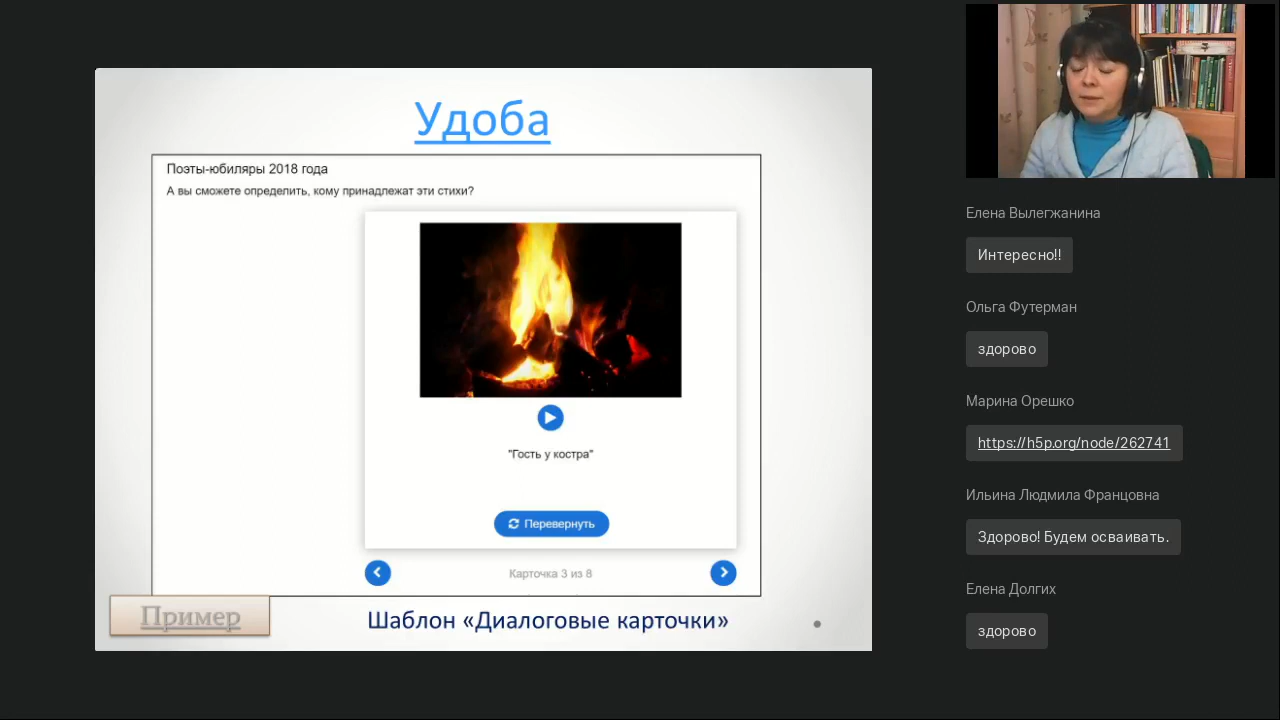 Удоба
Поэты-юбиляры 2018 года
А вы сможете определить, кому принадлежат эти стихи?
"Гость у костра"
Перевернуть
Карточка 3 из 8
Пример
Шаблон «Диалоговые карточки»
Елена Вылегжанина
Интересно!!
Ольга Футерман
здорово
Марина Орешко
https://h5p.org/node/262741
Ильина Людмила Францовна
Здорово! Будем осваивать.
Елена Долгих
здорово